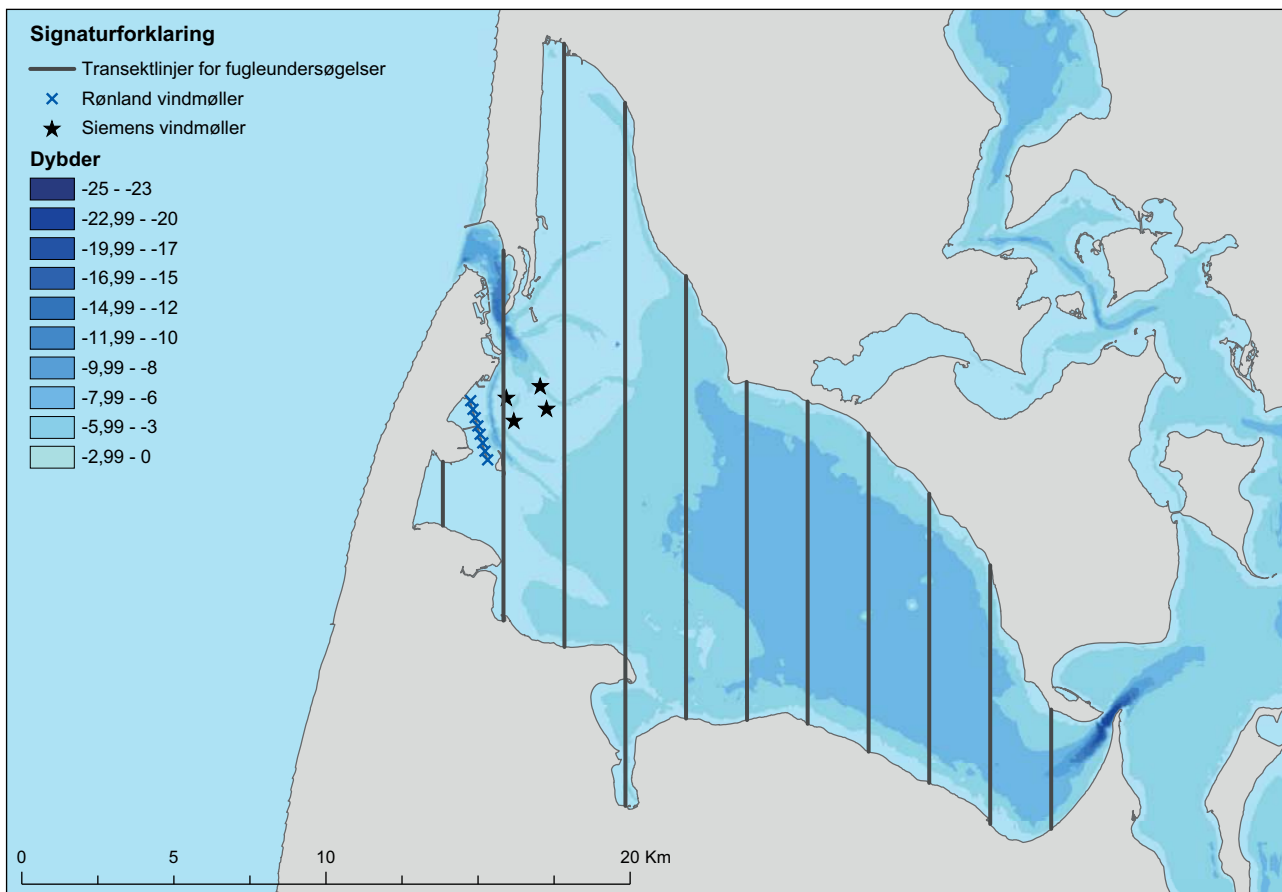 Signaturforklaring
Transektlinjer for fugleundersøgelser
Rønland vindmøller
Siemens vindmøller
Dybder
-25 - -23
-22,99 - -20
-19,99 - -17
-16,99 - -15
-14,99 - -12
-11,99 - -10
-9,99 - -8
-7,99 - -6
-5,99 - -3
-2,99 - 0
0 5 10 20 Km